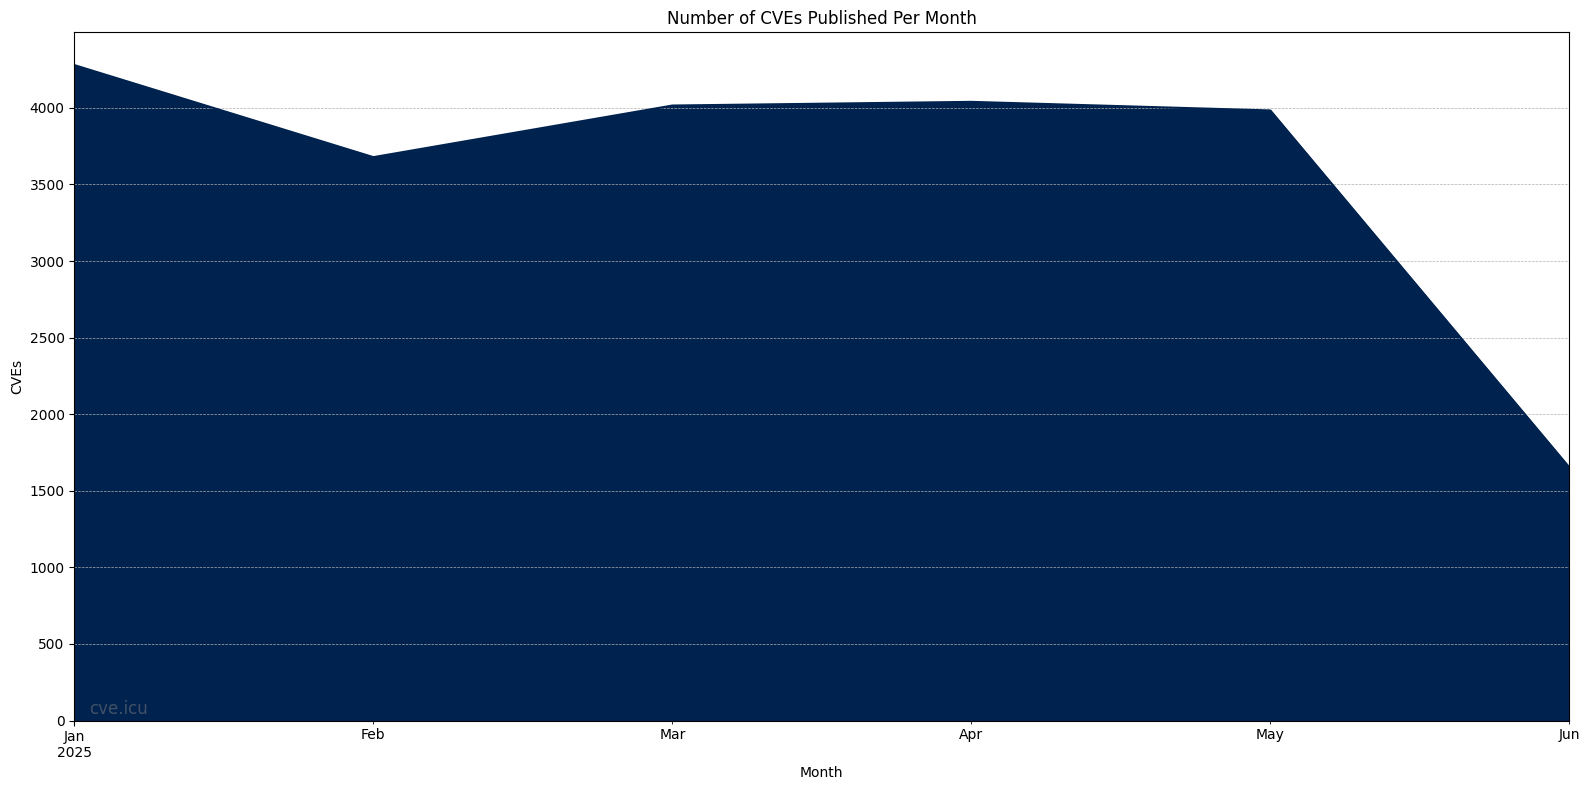 Number of CVEs Published Per Month
4000
3500
3000
2500
2000
1500
1000
500
0
CVEs
cve.icu
Jan Feb Mar Apr May Jun
2025
Month